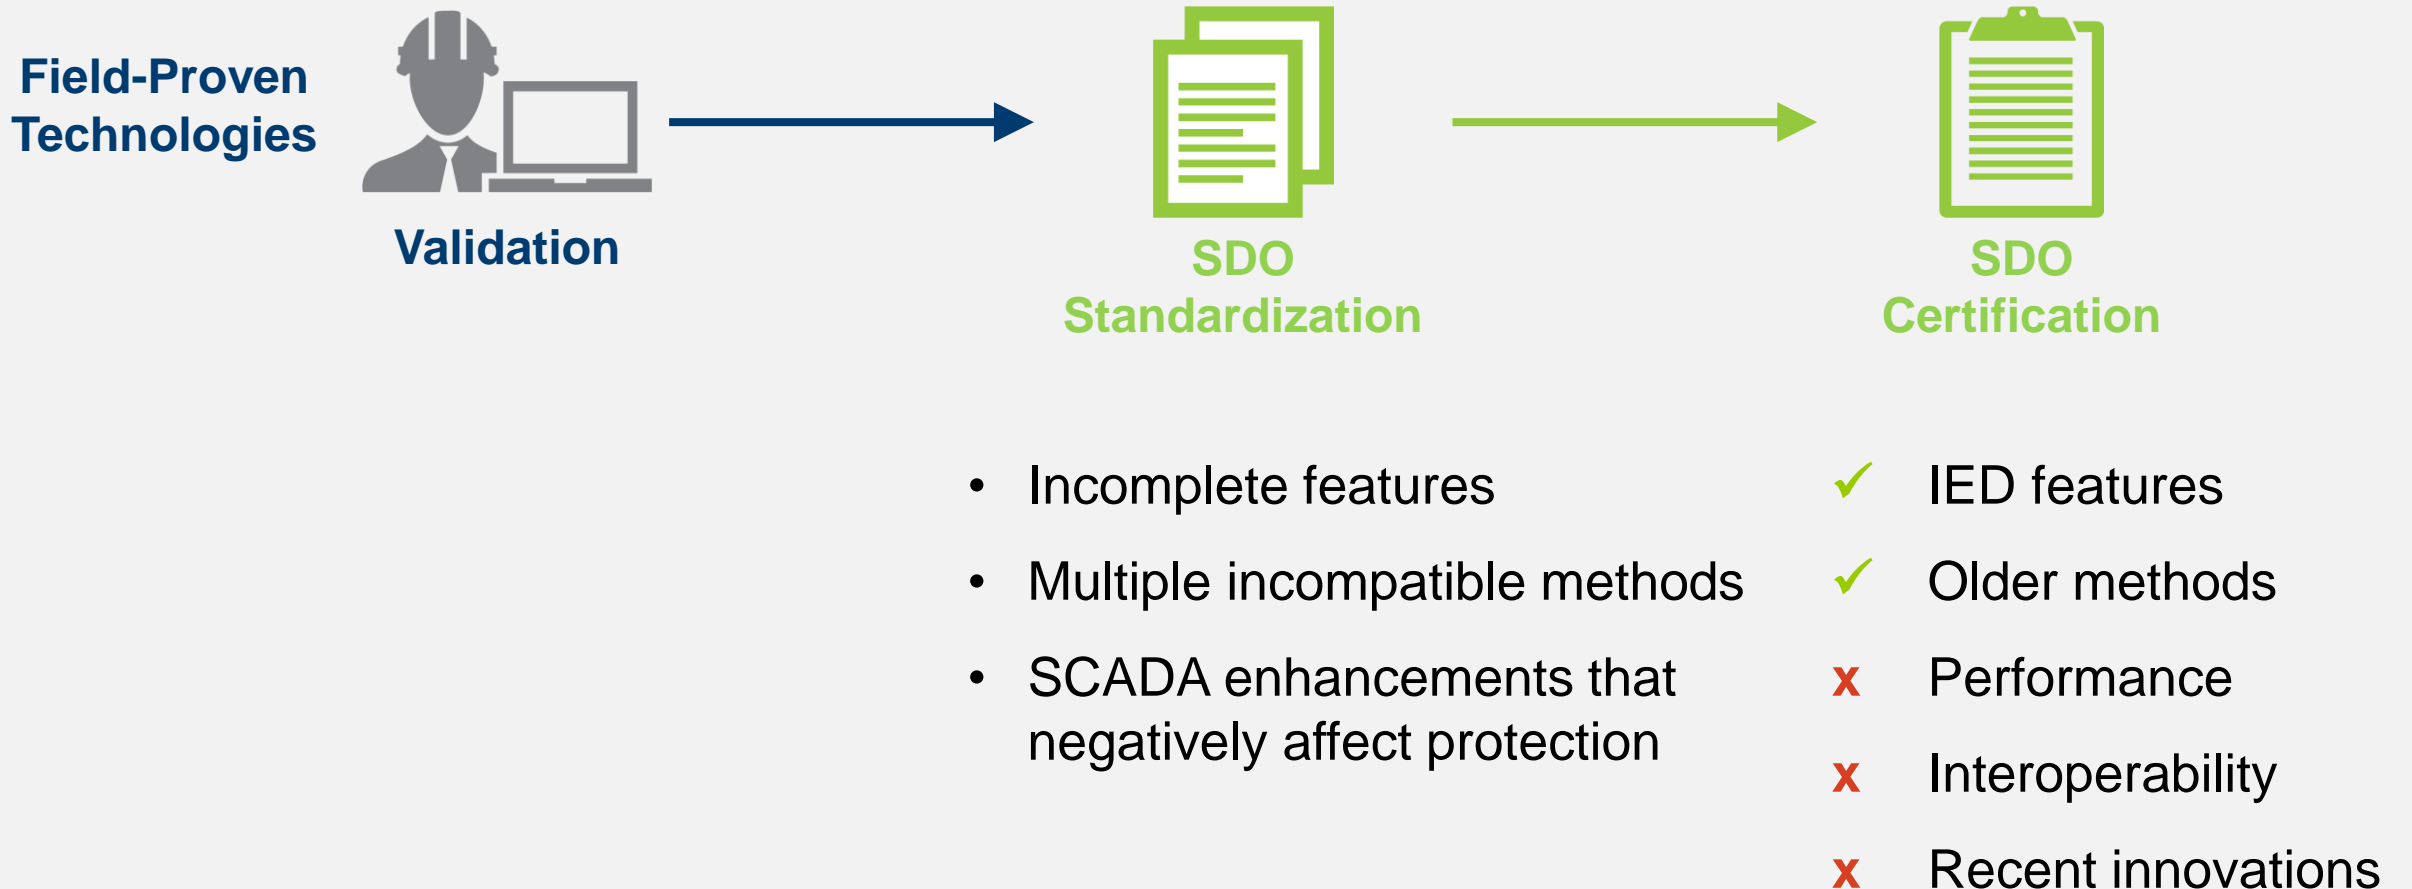 Field-Proven
Technologies
Validation
SDO
Standardization
SDO
Certification
• Incomplete features
• Multiple incompatible methods
• SCADA enhancements that
negatively affect protection
✓ IED features
✓ Older methods
x Performance
x Interoperability
x Recent innovations